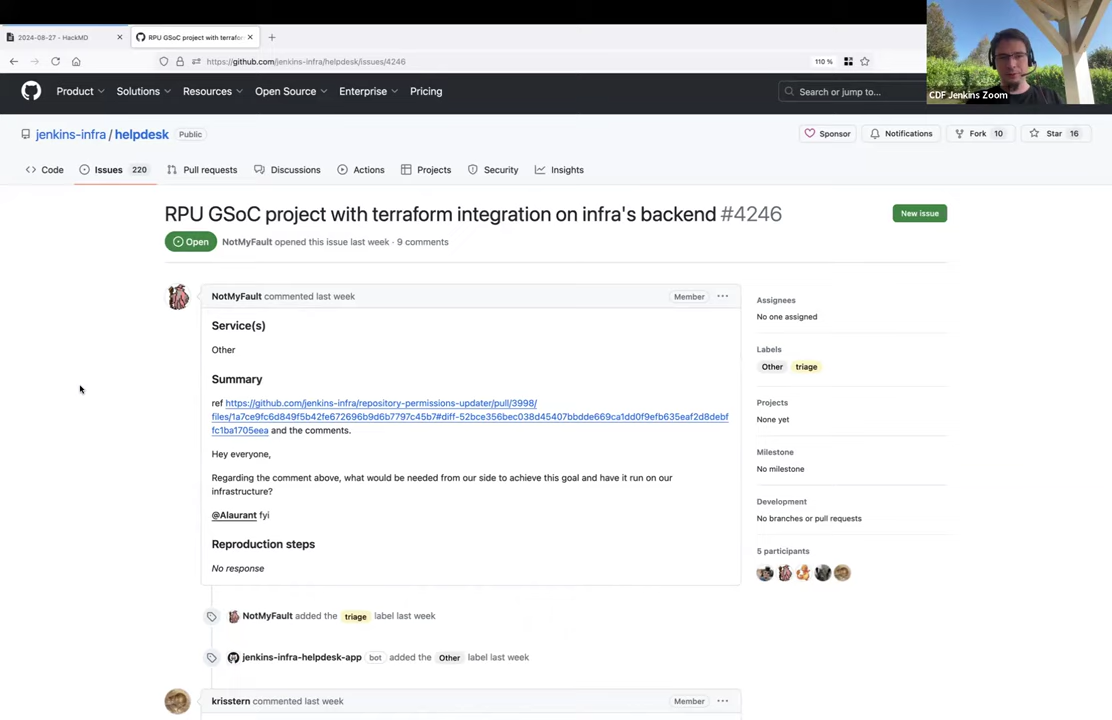 2024-08-27 - HackMD
RPU GSoC project with terrafor
https://github.com/jenkins-infra/helpdesk/issues/4246
110 %
CDF Jenkins Zoom
Product
Solutions
Resources
Open Source
Enterprise
Pricing
Search or jump to...
jenkins-infra / helpdesk
Public
Sponsor
Notifications
Fork 10
Star 16
Code
Issues 220
Pull requests
Discussions
Actions
Projects
Security
Insights
RPU GSoC project with terraform integration on infra's backend #4246
New issue
Open
NotMyFault opened this issue last week · 9 comments
NotMyFault commented last week
Member
Service(s)
Other
Summary
ref https://github.com/jenkins-infra/repository-permissions-updater/pull/3998/
files/1a7ce9fc6d849f5b42fe672696b9d6b7797c45b7#diff-52bce356bec038d45407bbdde669ca1dd0f9efb635eaf2d8debf
fc1ba1705eea and the comments.
Hey everyone,
Regarding the comment above, what would be needed from our side to achieve this goal and have it run on our
infrastructure?
@Alaurant fyi
Reproduction steps
No response
NotMyFault added the triage label last week
jenkins-infra-helpdesk-app bot added the Other label last week
krisstern commented last week
Member
Assignees
No one assigned
Labels
Other triage
Projects
None yet
Milestone
No milestone
Development
No branches or pull requests
5 participants